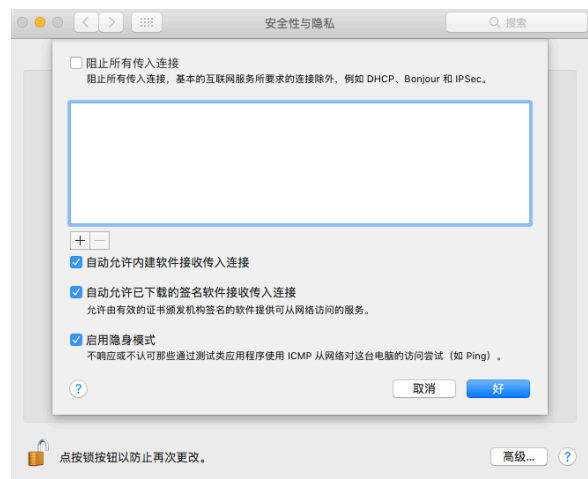 安全性与隐私
搜索
阻止所有传入连接
阻止所有传入连接，基本的互联网服务所要求的连接除外，例如 DHCP、Bonjour 和 IPSec。
自动允许内建软件接收传入连接
自动允许已下载的签名软件接收传入连接
允许由有效的证书颁发机构签名的软件提供可从网络访问的服务。
启用隐身模式
不响应或不认可那些通过测试类应用程序使用 ICMP 从网络对这台电脑的访问尝试（如 Ping）。
?
取消
好
点按锁按钮以防止再次更改。
高级...
?